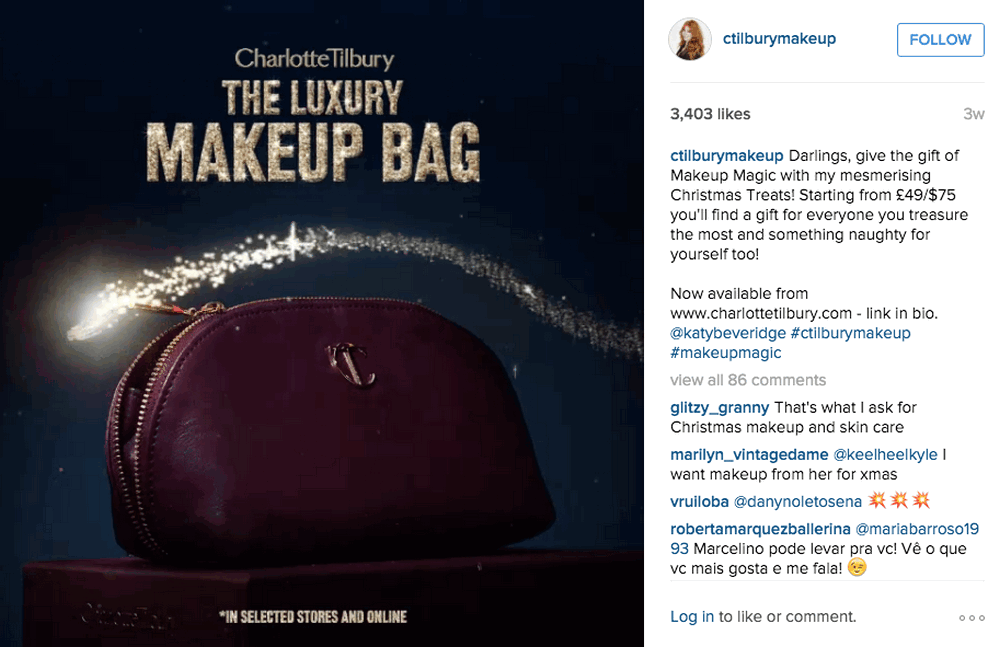 CharlotteTilbury
THE LUXURY
MAKEUP BAG
*IN SELECTED STORES AND ONLINE
ctilburymakeup
FOLLOW
3,403 likes
3w
ctilburymakeup Darlings, give the gift of
Makeup Magic with my mesmerising
Christmas Treats! Starting from £49/$75
you'll find a gift for everyone you treasure
the most and something naughty for
yourself too!
Now available from
www.charlottetilbury.com - link in bio.
@katybeveridge #ctilburymakeup
#makeupmagic
view all 86 comments
glitzy_granny That's what I ask for
Christmas makeup and skin care
marilyn_vintagedame @keelheelkyle I
want makeup from her for xmas
vruiloba @danynoletosena 💥💥💥
robertamarquezballerina @mariabarroso19
93 Marcelino pode levar pra vc! Vê o que
vc mais gosta e me fala! 😉
Log in to like or comment.